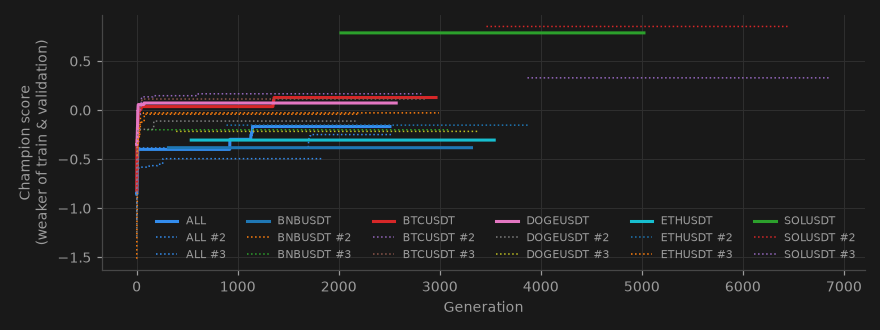 Champion score
(weaker of train & validation)
0.5
0.0
−0.5
−1.0
−1.5
ALL BNBUSDT BTCUSDT DOGEUSDT ETHUSDT SOLUSDT
ALL #2 BNBUSDT #2 BTCUSDT #2 DOGEUSDT #2 ETHUSDT #2 SOLUSDT #2
ALL #3 BNBUSDT #3 BTCUSDT #3 DOGEUSDT #3 ETHUSDT #3 SOLUSDT #3
0 1000 2000 3000 4000 5000 6000 7000
Generation